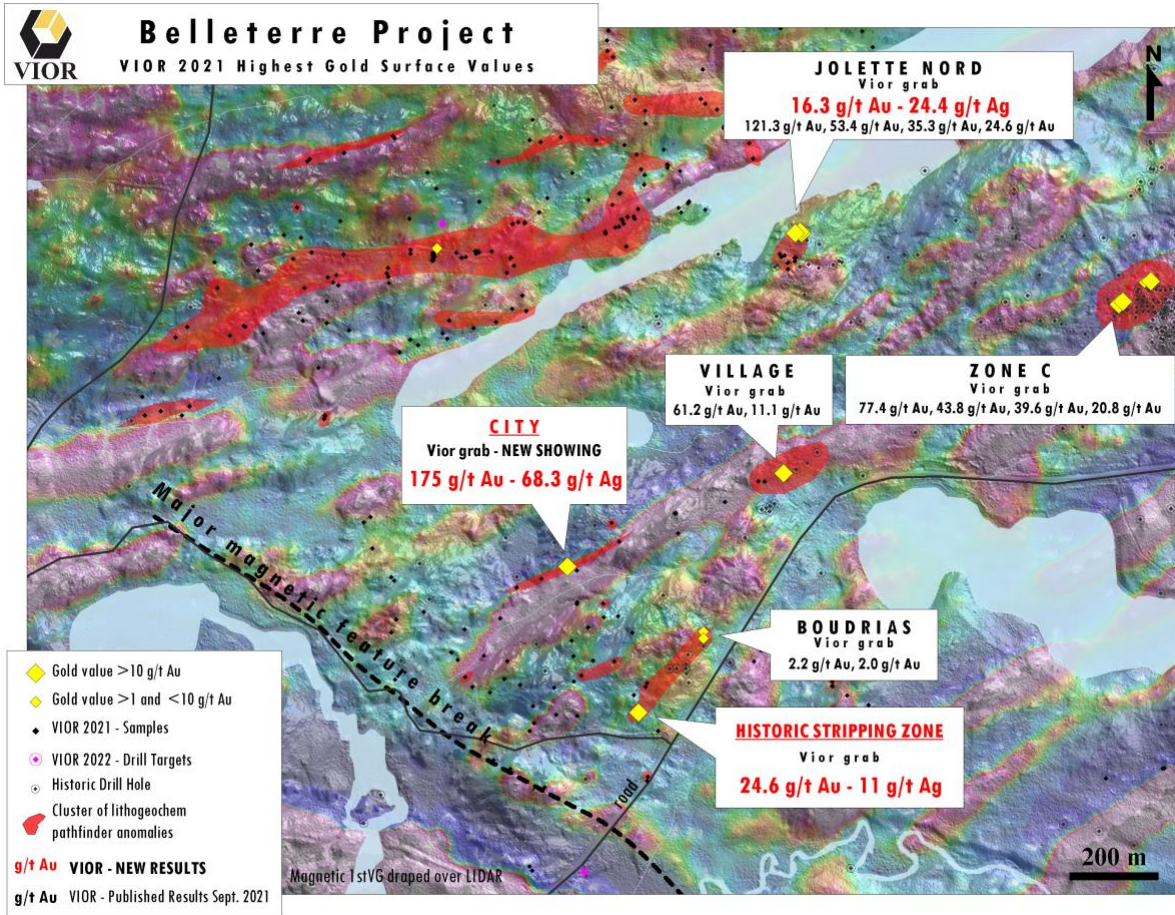 VIOR
Belleterre Project
VIOR 2021 Highest Gold Surface Values
N
JOLETTE NORD
Vior grab
16.3 g/t Au - 24.4 g/t Ag
121.3 g/t Au, 53.4 g/t Au, 35.3 g/t Au, 24.6 g/t Au
VILLAGE
Vior grab
61.2 g/t Au, 11.1 g/t Au
ZONE C
Vior grab
77.4 g/t Au, 43.8 g/t Au, 39.6 g/t Au, 20.8 g/t Au
CITY
Vior grab - NEW SHOWING
175 g/t Au - 68.3 g/t Ag
Major magnetic feature break
BOUDRIAS
Vior grab
2.2 g/t Au, 2.0 g/t Au
HISTORIC STRIPPING ZONE
Vior grab
24.6 g/t Au - 11 g/t Ag
road
Gold value >10 g/t Au
Gold value >1 and <10 g/t Au
VIOR 2021 - Samples
VIOR 2022 - Drill Targets
Historic Drill Hole
Cluster of lithogeochem
pathfinder anomalies
g/t Au VIOR - NEW RESULTS
g/t Au VIOR - Published Results Sept. 2021
Magnetic 1stVG draped over LIDAR
200 m